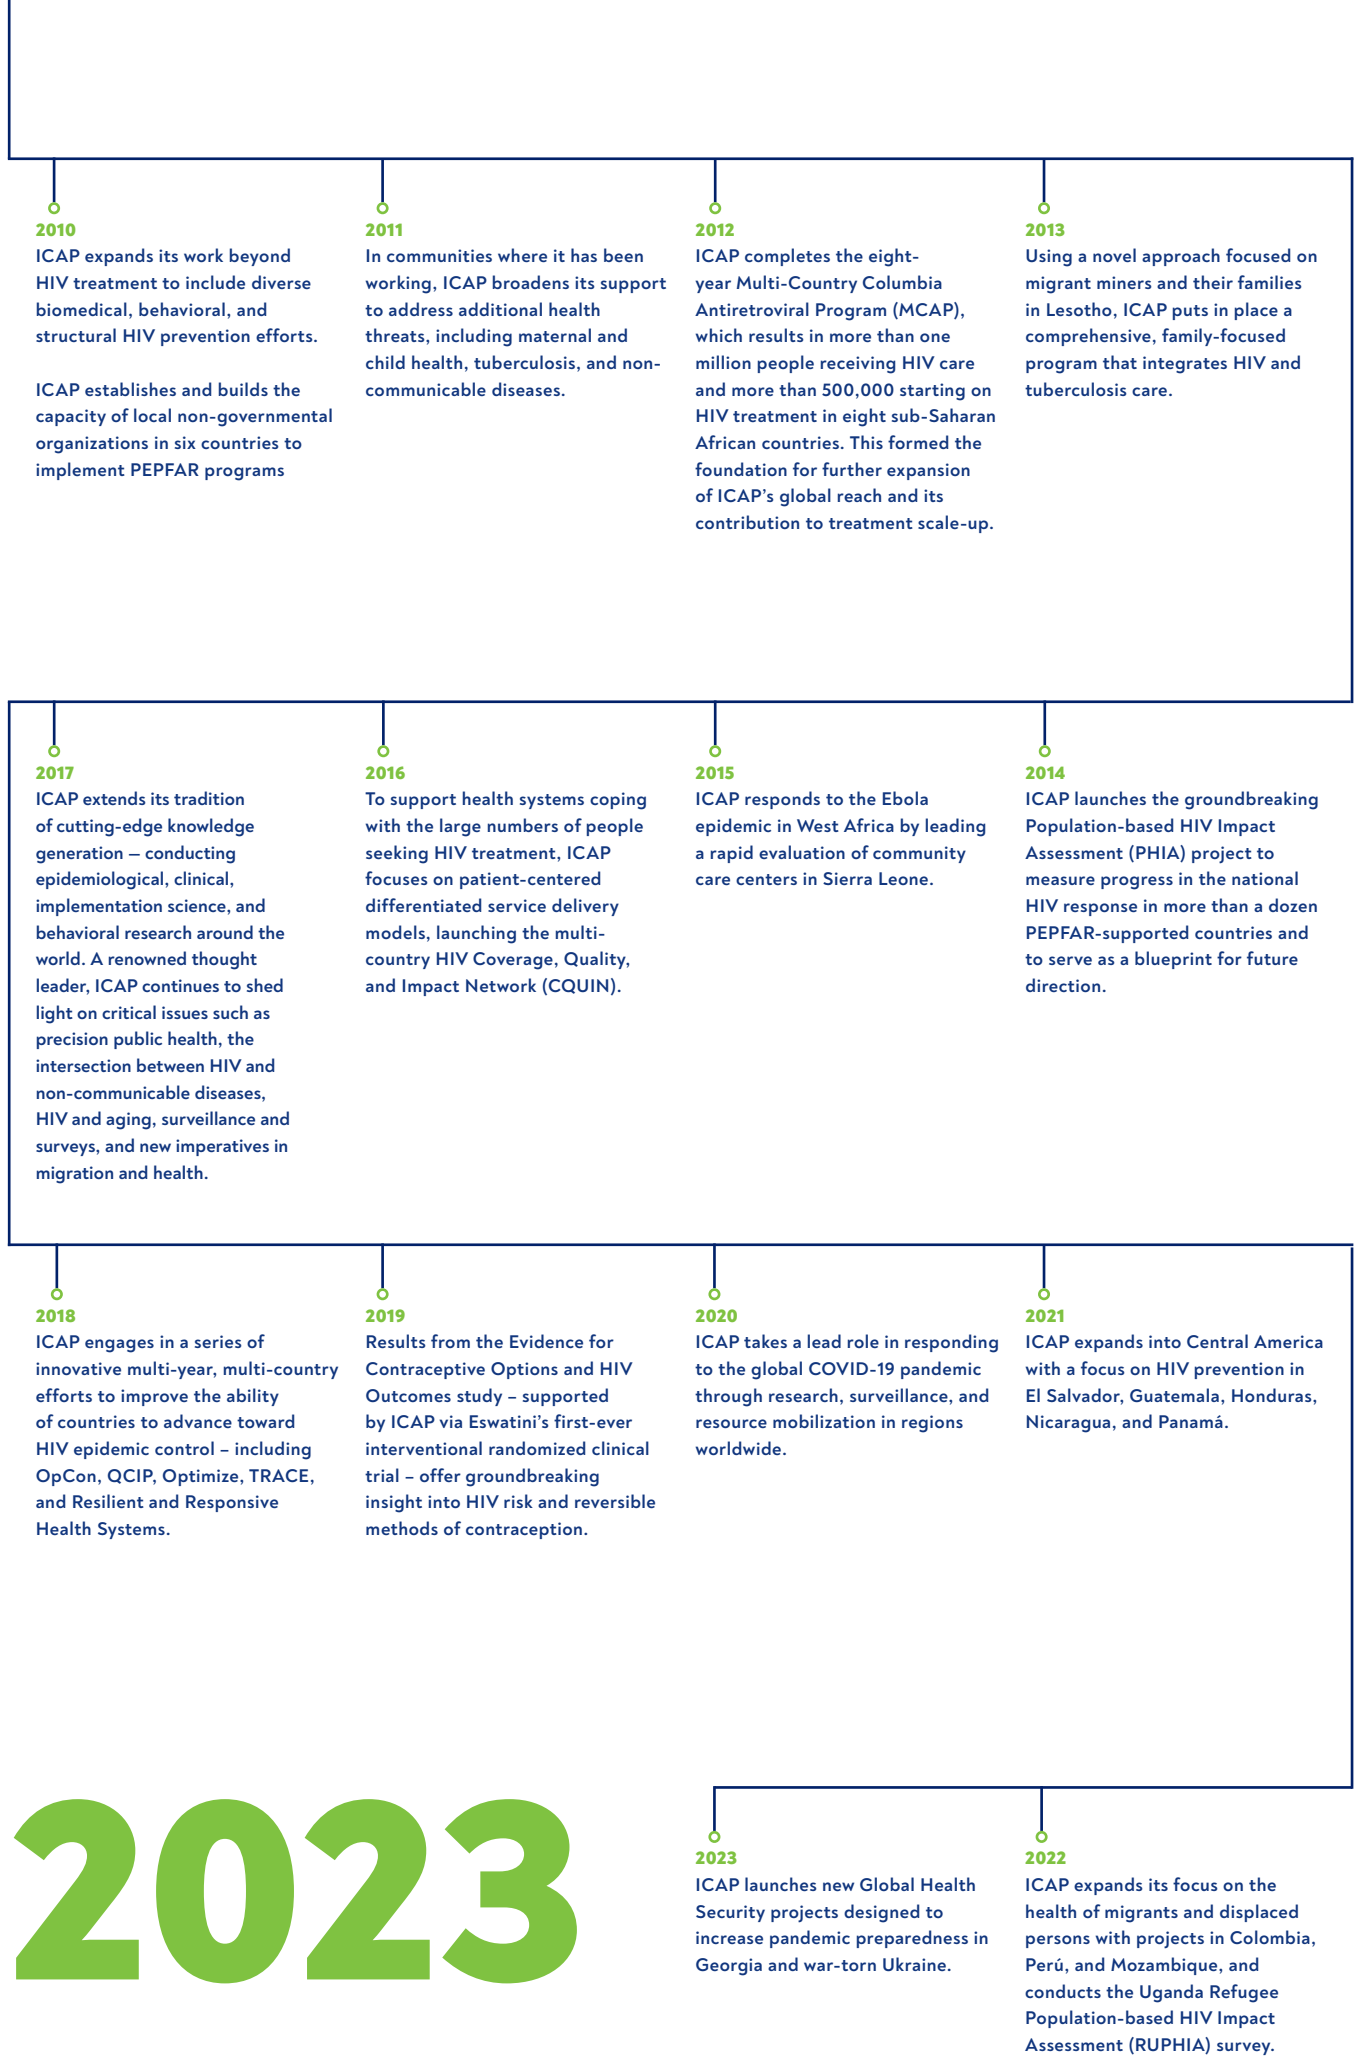 2010
ICAP expands its work beyond
HIV treatment to include diverse
biomedical, behavioral, and
structural HIV prevention efforts.
ICAP establishes and builds the
capacity of local non-governmental
organizations in six countries to
implement PEPFAR programs
2011
In communities where it has been
working, ICAP broadens its support
to address additional health
threats, including maternal and
child health, tuberculosis, and non-
communicable diseases.
2012
ICAP completes the eight-
year Multi-Country Columbia
Antiretroviral Program (MCAP),
which results in more than one
million people receiving HIV care
and more than 500,000 starting on
HIV treatment in eight sub-Saharan
African countries. This formed the
foundation for further expansion
of ICAP's global reach and its
contribution to treatment scale-up.
2013
Using a novel approach focused on
migrant miners and their families
in Lesotho, ICAP puts in place a
comprehensive, family-focused
program that integrates HIV and
tuberculosis care.
2014
ICAP launches the groundbreaking
Population-based HIV Impact
Assessment (PHIA) project to
measure progress in the national
HIV response in more than a dozen
PEPFAR-supported countries and
to serve as a blueprint for future
direction.
2015
ICAP responds to the Ebola
epidemic in West Africa by leading
a rapid evaluation of community
care centers in Sierra Leone.
2016
To support health systems coping
with the large numbers of people
seeking HIV treatment, ICAP
focuses on patient-centered
differentiated service delivery
models, launching the multi-
country HIV Coverage, Quality,
and Impact Network (CQUIN).
2017
ICAP extends its tradition
of cutting-edge knowledge
generation — conducting
epidemiological, clinical,
implementation science, and
behavioral research around the
world. A renowned thought
leader, ICAP continues to shed
light on critical issues such as
precision public health, the
intersection between HIV and
non-communicable diseases,
HIV and aging, surveillance and
surveys, and new imperatives in
migration and health.
2018
ICAP engages in a series of
innovative multi-year, multi-country
efforts to improve the ability
of countries to advance toward
HIV epidemic control – including
OpCon, QCIP, Optimize, TRACE,
and Resilient and Responsive
Health Systems.
2019
Results from the Evidence for
Contraceptive Options and HIV
Outcomes study – supported
by ICAP via Eswatini's first-ever
interventional randomized clinical
trial – offer groundbreaking
insight into HIV risk and reversible
methods of contraception.
2020
ICAP takes a lead role in responding
to the global COVID-19 pandemic
through research, surveillance, and
resource mobilization in regions
worldwide.
2021
ICAP expands into Central America
with a focus on HIV prevention in
El Salvador, Guatemala, Honduras,
Nicaragua, and Panamá.
2022
ICAP expands its focus on the
health of migrants and displaced
persons with projects in Colombia,
Perú, and Mozambique, and
conducts the Uganda Refugee
Population-based HIV Impact
Assessment (RUPHIA) survey.
2023
ICAP launches new Global Health
Security projects designed to
increase pandemic preparedness in
Georgia and war-torn Ukraine.
2023